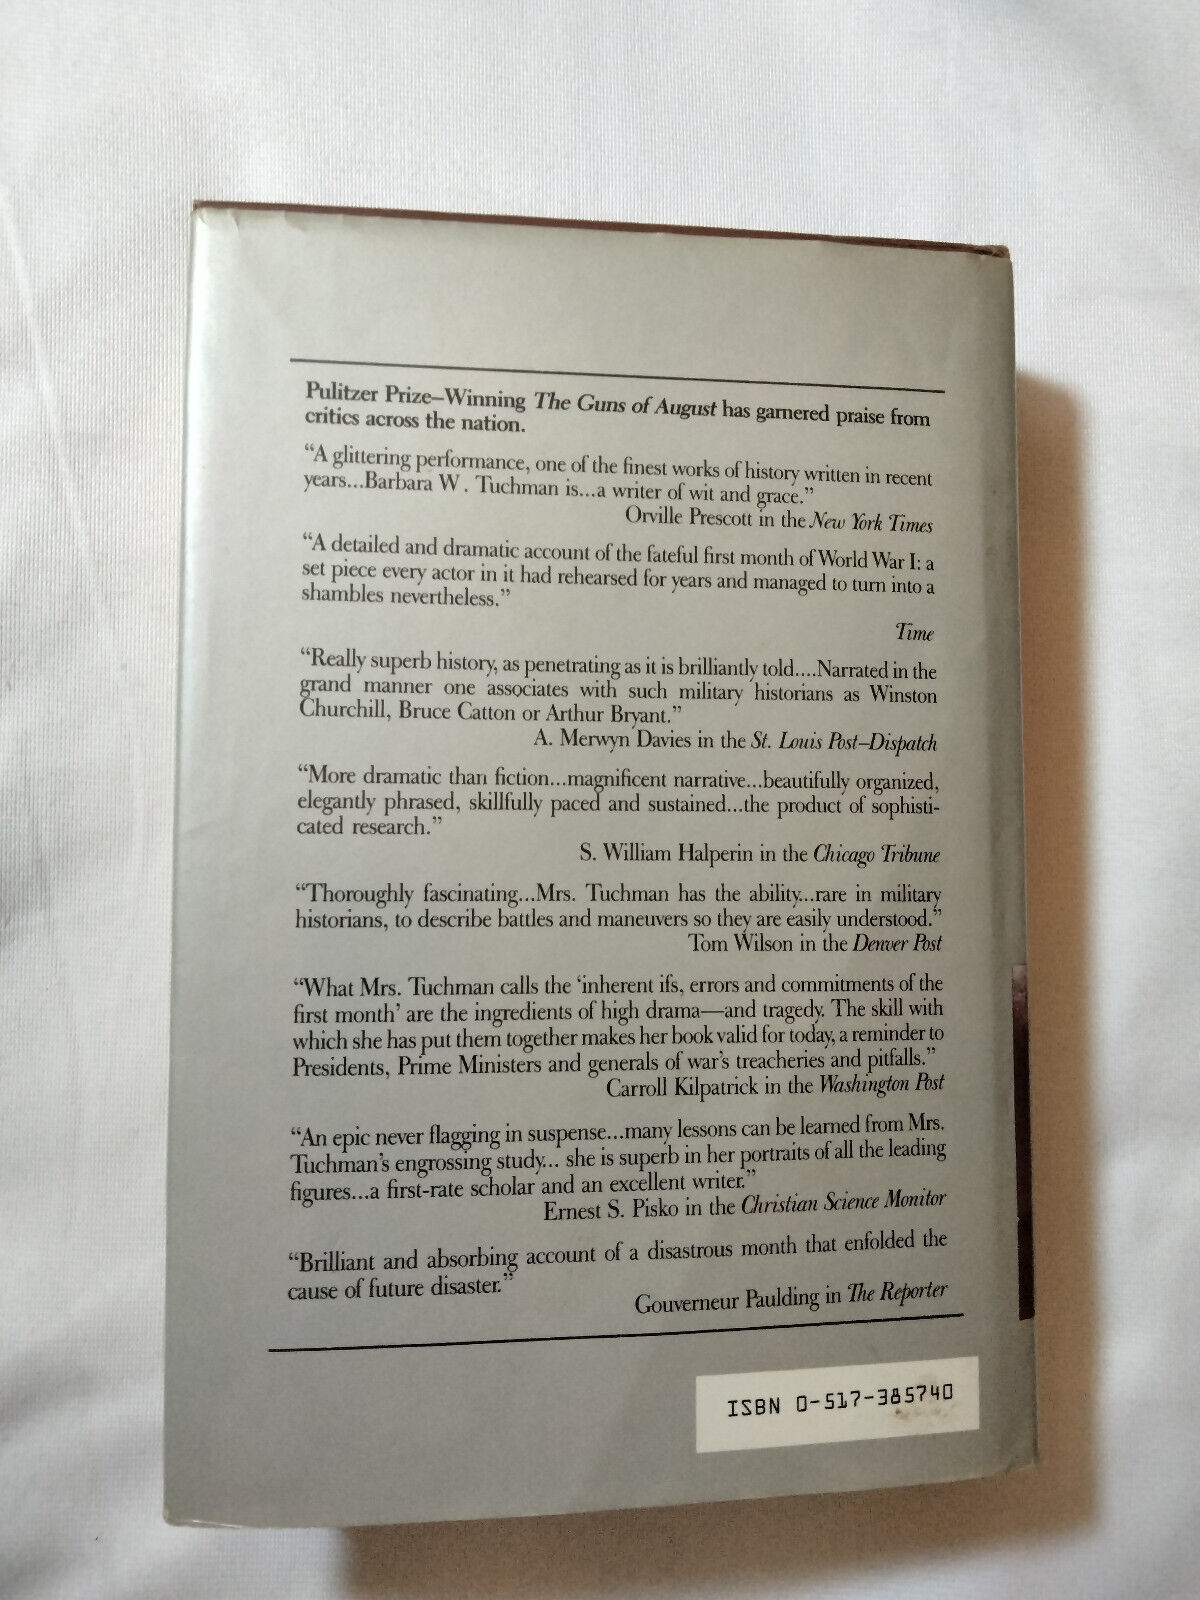 Pulitzer Prize–Winning The Guns of August has garnered praise from
critics across the nation.
“A glittering performance, one of the finest works of history written in recent
years...Barbara W. Tuchman is...a writer of wit and grace.”
Orville Prescott in the New York Times
“A detailed and dramatic account of the fateful first month of World War I: a
set piece every actor in it had rehearsed for years and managed to turn into a
shambles nevertheless.”
Time
“Really superb history, as penetrating as it is brilliantly told....Narrated in the
grand manner one associates with such military historians as Winston
Churchill, Bruce Catton or Arthur Bryant.”
A. Merwyn Davies in the St. Louis Post–Dispatch
“More dramatic than fiction...magnificent narrative...beautifully organized,
elegantly phrased, skillfully paced and sustained...the product of sophisti-
cated research.”
S. William Halperin in the Chicago Tribune
“Thoroughly fascinating...Mrs. Tuchman has the ability...rare in military
historians, to describe battles and maneuvers so they are easily understood.”
Tom Wilson in the Denver Post
“What Mrs. Tuchman calls the ‘inherent ifs, errors and commitments of the
first month’ are the ingredients of high drama—and tragedy. The skill with
which she has put them together makes her book valid for today, a reminder to
Presidents, Prime Ministers and generals of war’s treacheries and pitfalls.”
Carroll Kilpatrick in the Washington Post
“An epic never flagging in suspense...many lessons can be learned from Mrs.
Tuchman’s engrossing study... she is superb in her portraits of all the leading
figures...a first-rate scholar and an excellent writer.”
Ernest S. Pisko in the Christian Science Monitor
“Brilliant and absorbing account of a disastrous month that enfolded the
cause of future disaster.”
Gouverneur Paulding in The Reporter
ISBN 0-517-385740